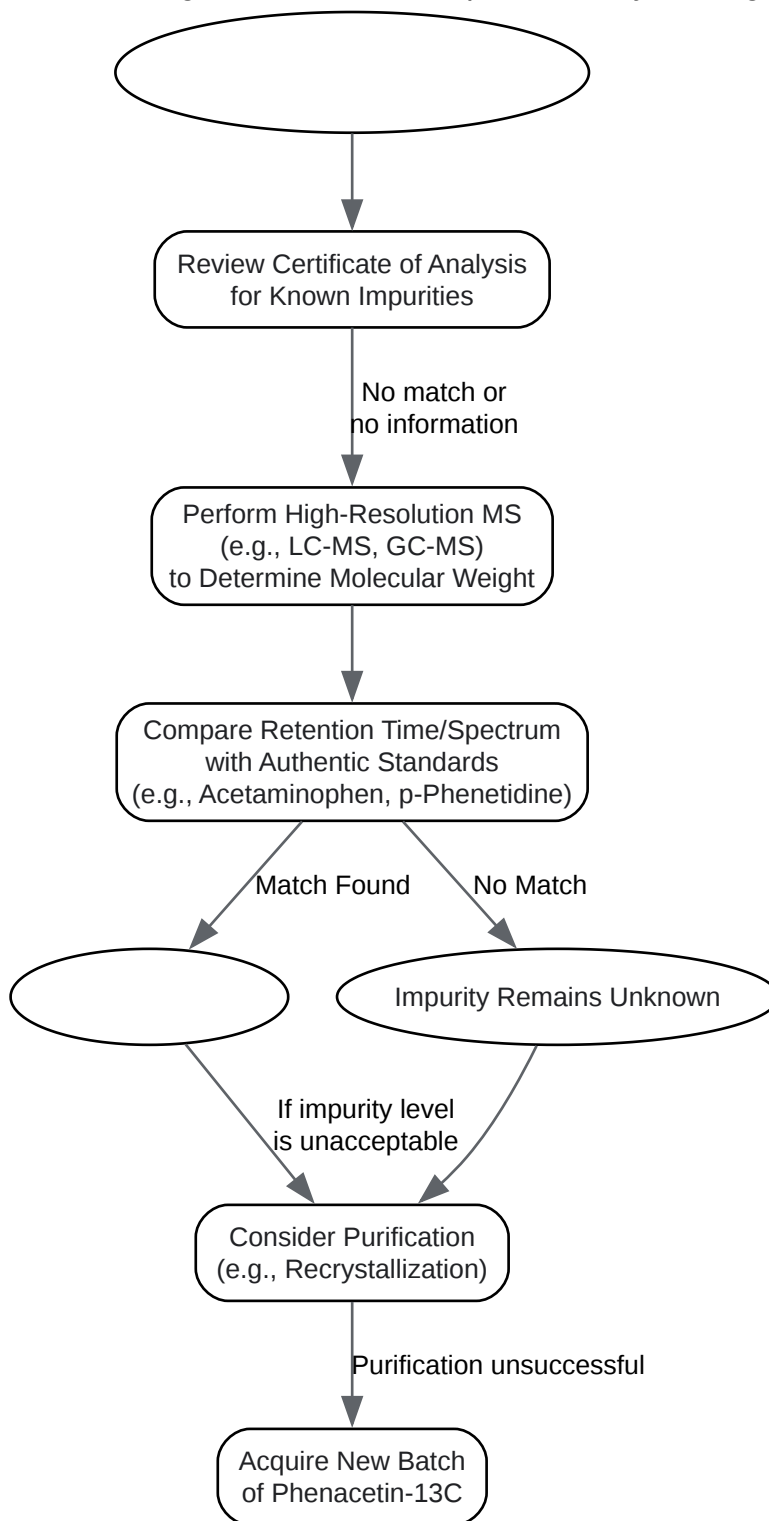 Review Certificate of Analysis
for Known Impurities
No match or
no information
Perform High-Resolution MS
(e.g., LC-MS, GC-MS)
to Determine Molecular Weight
Compare Retention Time/Spectrum
with Authentic Standards
(e.g., Acetaminophen, p-Phenetidine)
Match Found
No Match
Impurity Remains Unknown
If impurity level
is unacceptable
Consider Purification
(e.g., Recrystallization)
Purification unsuccessful
Acquire New Batch
of Phenacetin-13C